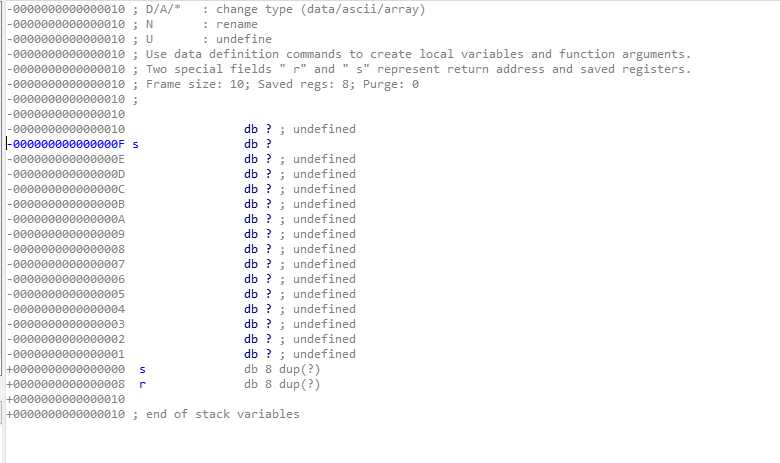 -0000000000000010 ; D/A/*   : change type (data/ascii/array)
-0000000000000010 ; N       : rename
-0000000000000010 ; U       : undefine
-0000000000000010 ; Use data definition commands to create local variables and function arguments.
-0000000000000010 ; Two special fields " r" and " s" represent return address and saved registers.
-0000000000000010 ; Frame size: 10; Saved regs: 8; Purge: 0
-0000000000000010 ;
-0000000000000010
-0000000000000010                 db ? ; undefined
-000000000000000F s               db ?
-000000000000000E                 db ? ; undefined
-000000000000000D                 db ? ; undefined
-000000000000000C                 db ? ; undefined
-000000000000000B                 db ? ; undefined
-000000000000000A                 db ? ; undefined
-0000000000000009                 db ? ; undefined
-0000000000000008                 db ? ; undefined
-0000000000000007                 db ? ; undefined
-0000000000000006                 db ? ; undefined
-0000000000000005                 db ? ; undefined
-0000000000000004                 db ? ; undefined
-0000000000000003                 db ? ; undefined
-0000000000000002                 db ? ; undefined
-0000000000000001                 db ? ; undefined
+0000000000000000  s              db 8 dup(?)
+0000000000000008  r              db 8 dup(?)
+0000000000000010
+0000000000000010 ; end of stack variables